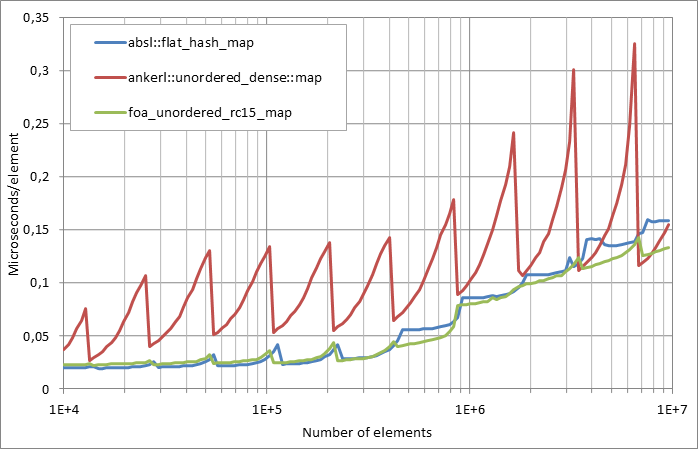 0,35
0,3
0,25
0,2
0,15
0,1
0,05
0
Microseconds/element
absl::flat_hash_map
ankerl::unordered_dense::map
foa_unordered_rc15_map
1E+4
1E+5
1E+6
1E+7
Number of elements